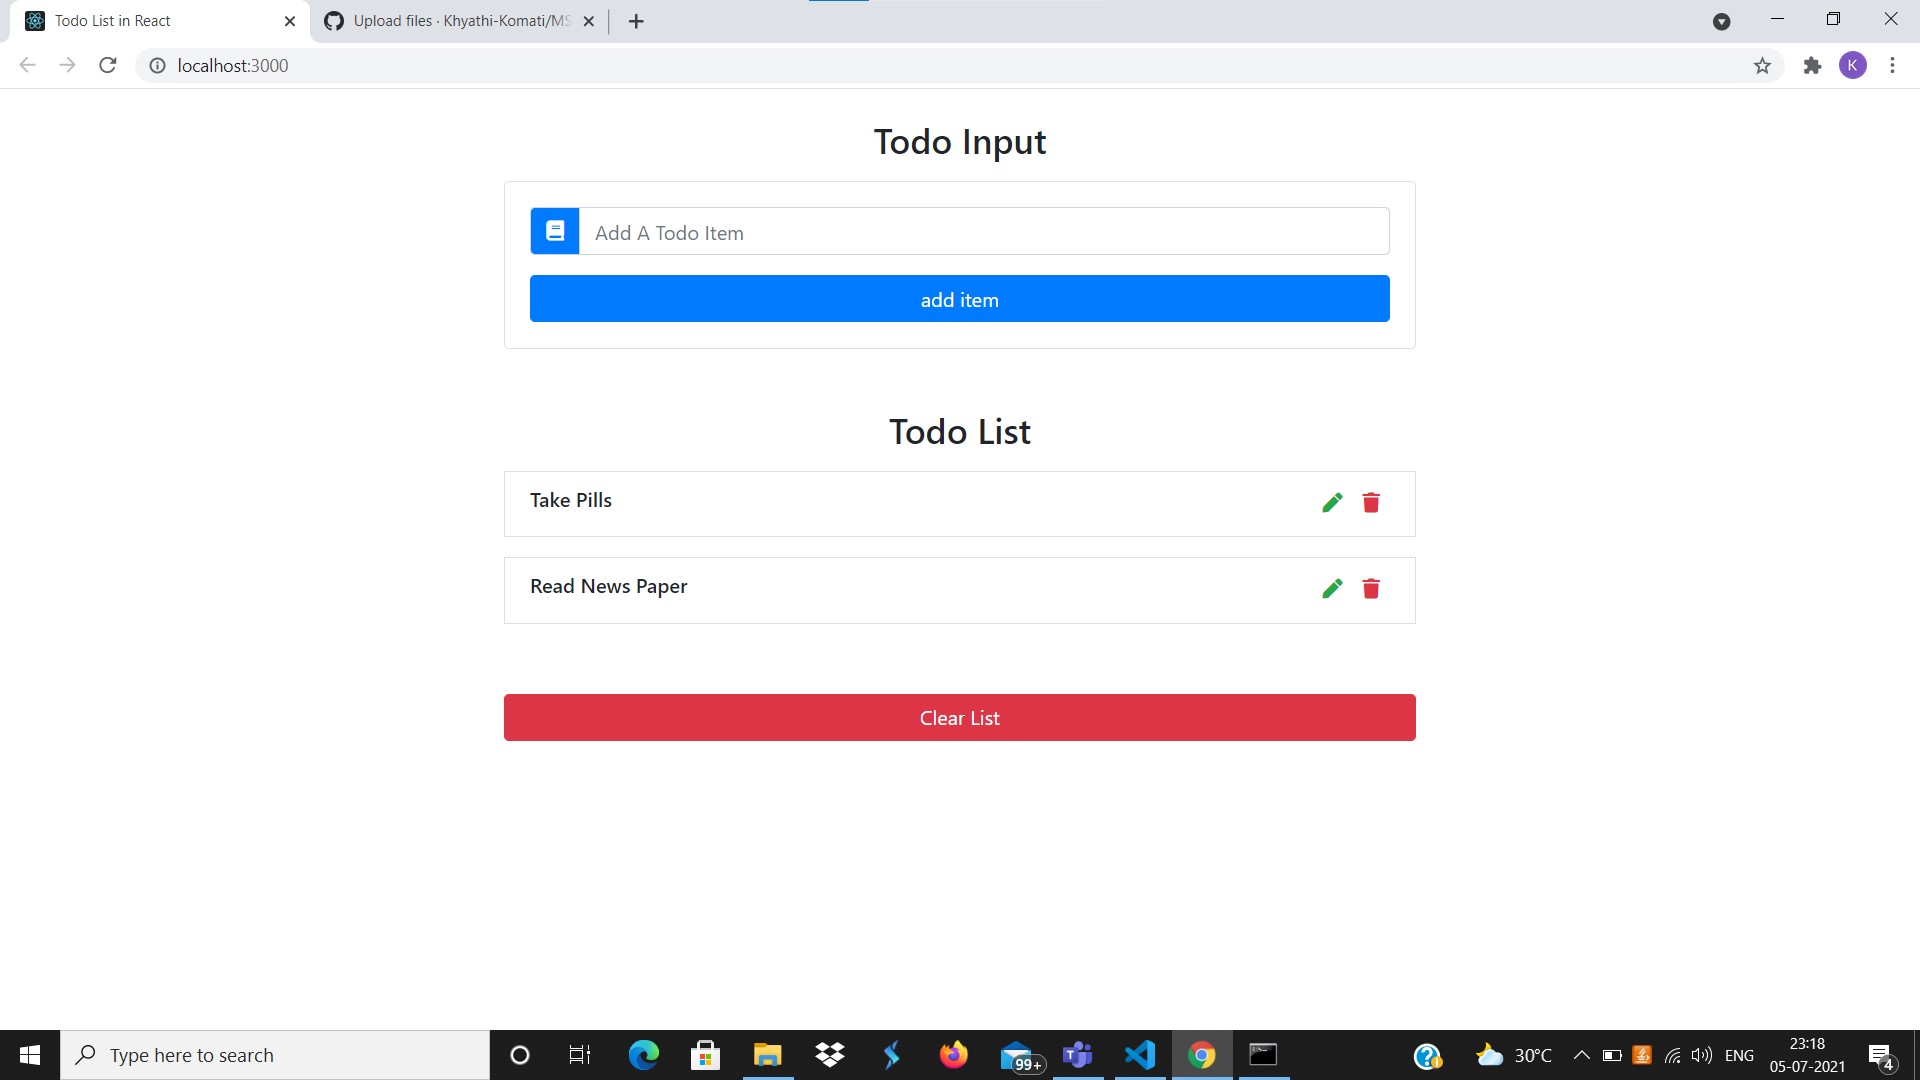 Todo List in React
Upload files · Khyathi-Komati/MS
localhost:3000
K
Todo Input
Add A Todo Item
add item
Todo List
Take Pills
Read News Paper
Clear List
Type here to search
99+
30°C
ENG
23:18
05-07-2021
4